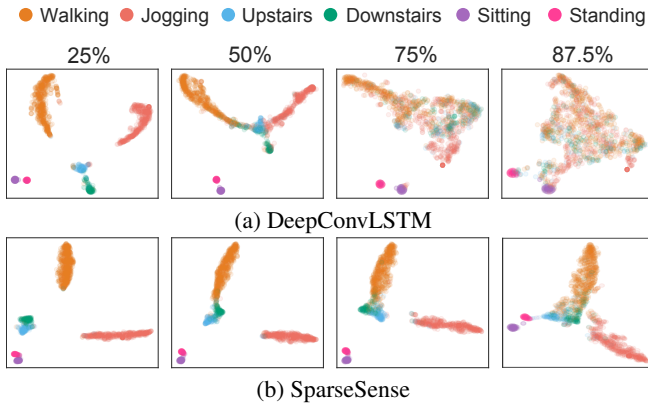 Walking Jogging Upstairs Downstairs Sitting Standing
25% 50% 75% 87.5%
(a) DeepConvLSTM
(b) SparseSense